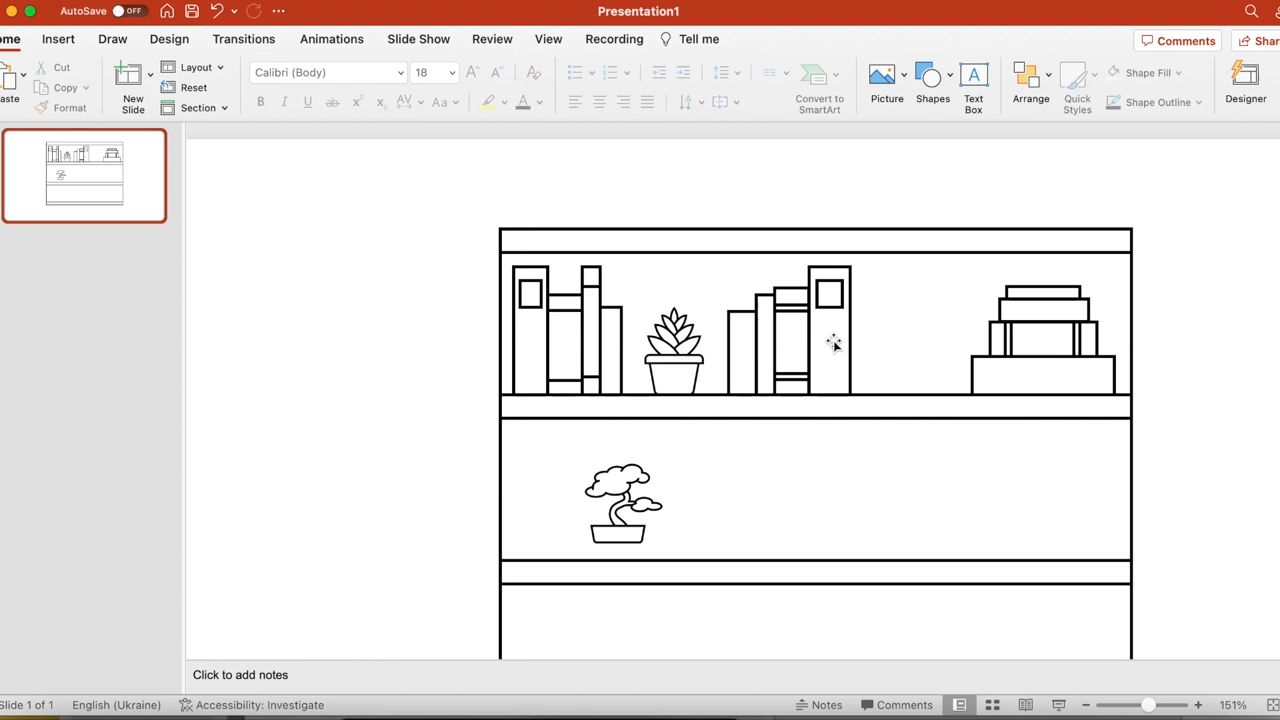 AutoSave OFF Presentation1
ome Insert Draw Design Transitions Animations Slide Show Review View Recording Tell me Comments Shar
aste Cut Copy Format New Slide Layout Reset Section Calibri (Body) 18 Convert to SmartArt Picture Shapes Text Box Arrange Quick Styles Shape Fill Shape Outline Designer
Click to add notes
Slide 1 of 1 English (Ukraine) Accessibility: Investigate Notes Comments 151%